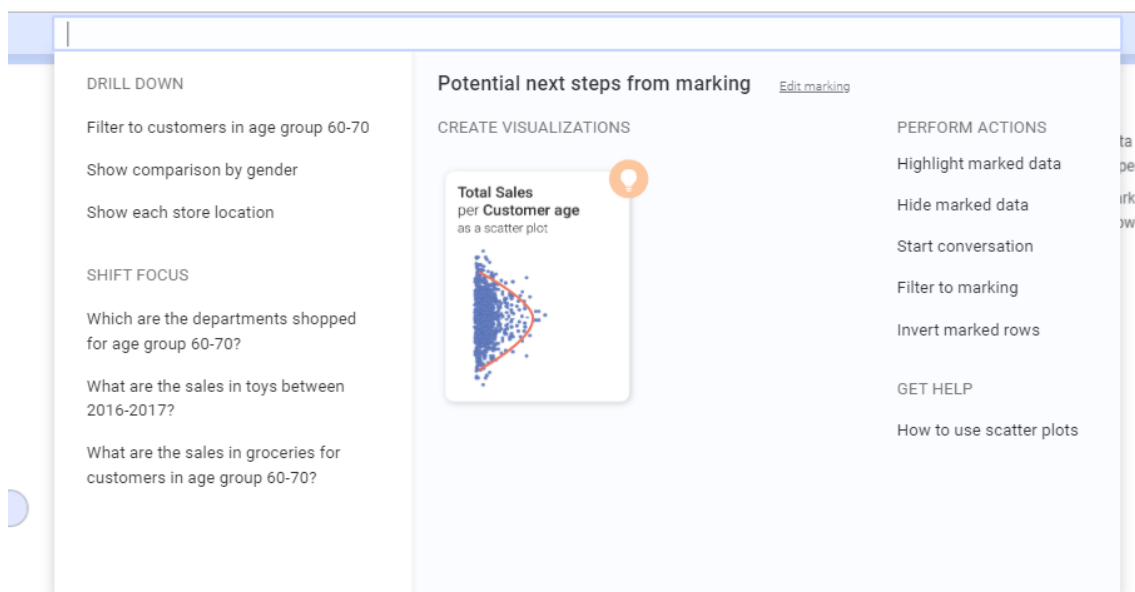 DRILL DOWN
Filter to customers in age group 60-70
Show comparison by gender
Show each store location
SHIFT FOCUS
Which are the departments shopped
for age group 60-70?
What are the sales in toys between
2016-2017?
What are the sales in groceries for
customers in age group 60-70?
Potential next steps from marking
Edit marking
CREATE VISUALIZATIONS
Total Sales
per Customer age
as a scatter plot
PERFORM ACTIONS
Highlight marked data
Hide marked data
Start conversation
Filter to marking
Invert marked rows
GET HELP
How to use scatter plots